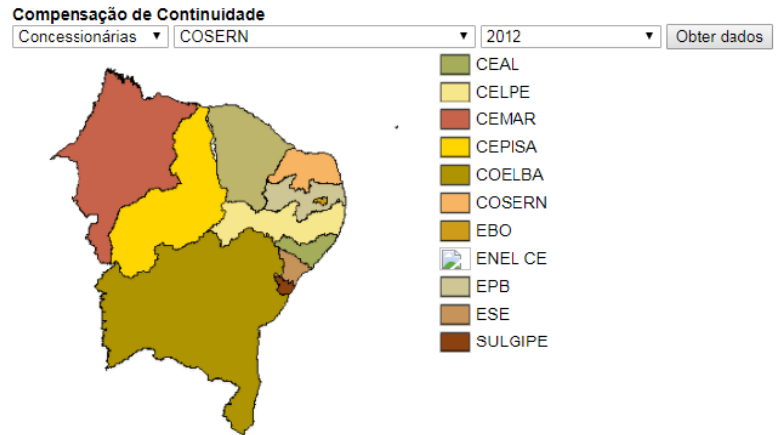 Compensação de Continuidade
Concessionárias COSERN 2012 Obter dados
CEAL
CELPE
CEMAR
CEPISA
COELBA
COSERN
EBO
ENEL CE
EPB
ESE
SULGIPE